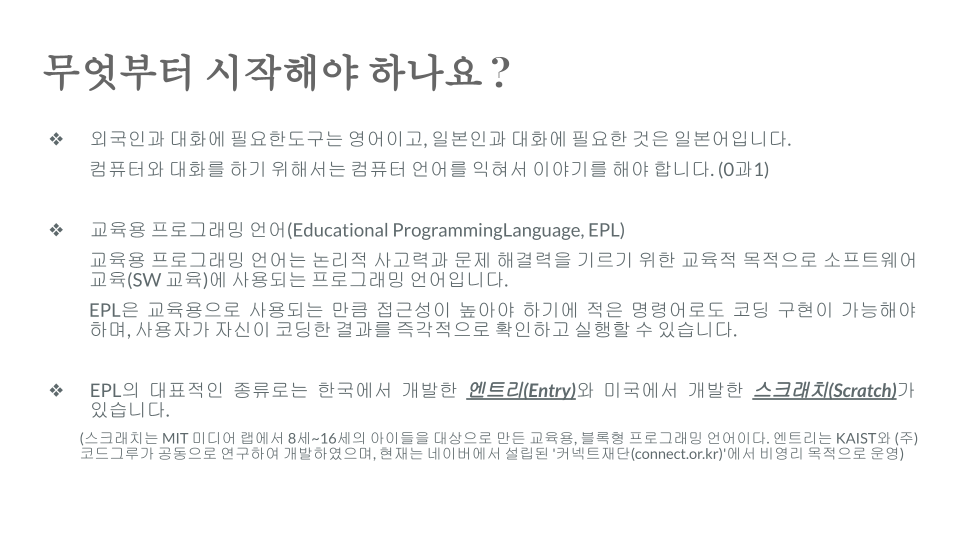 무엇부터 시작해야 하나요 ?
❖ 외국인과 대화에 필요한도구는 영어이고, 일본인과 대화에 필요한 것은 일본어입니다.
컴퓨터와 대화를 하기 위해서는 컴퓨터 언어를 익혀서 이야기를 해야 합니다. (0과1)
❖ 교육용 프로그래밍 언어(Educational ProgrammingLanguage, EPL)
교육용 프로그래밍 언어는 논리적 사고력과 문제 해결력을 기르기 위한 교육적 목적으로 소프트웨어
교육(SW 교육)에 사용되는 프로그래밍 언어입니다.
EPL은 교육용으로 사용되는 만큼 접근성이 높아야 하기에 적은 명령어로도 코딩 구현이 가능해야
하며, 사용자가 자신이 코딩한 결과를 즉각적으로 확인하고 실행할 수 있습니다.
❖ EPL의 대표적인 종류로는 한국에서 개발한 엔트리(Entry)와 미국에서 개발한 스크래치(Scratch)가
있습니다.
(스크래치는 MIT 미디어 랩에서 8세~16세의 아이들을 대상으로 만든 교육용, 블록형 프로그래밍 언어이다. 엔트리는 KAIST와 (주)
코드그루가 공동으로 연구하여 개발하였으며, 현재는 네이버에서 설립된 '커넥트재단(connect.or.kr)'에서 비영리 목적으로 운영)